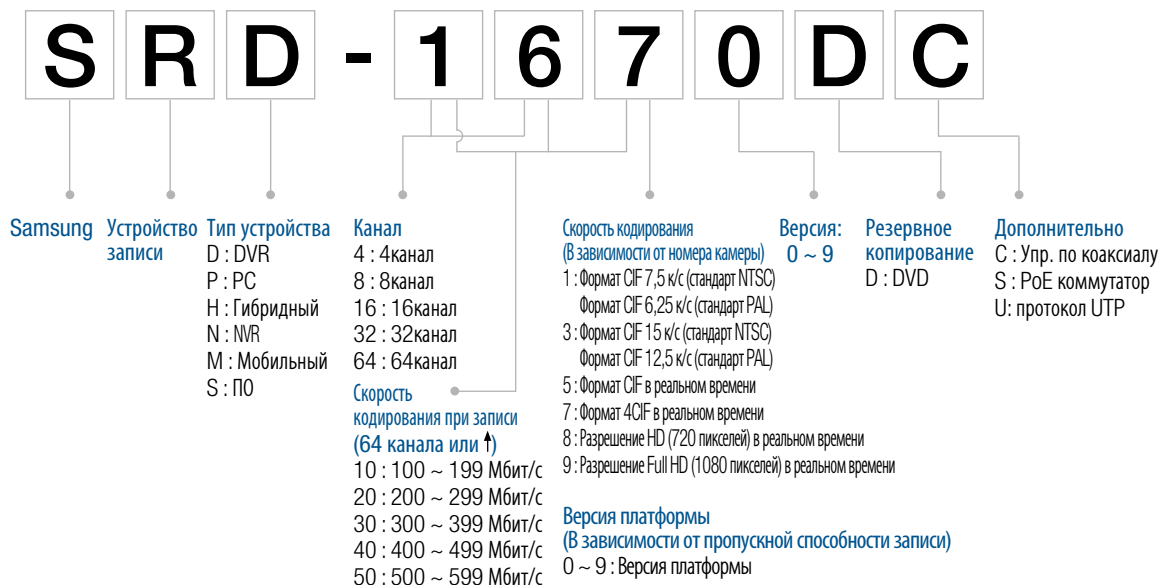 SRD-1670DC
Samsung
Устройство
записи
Тип устройства
D : DVR
P : PC
H : Гибридный
N : NVR
M : Мобильный
S : ПО
Канал
4 : 4канал
8 : 8канал
16 : 16канал
32 : 32канал
64 : 64канал
Скорость
кодирования при записи
(64 канала или ↑)
10 : 100 ~ 199 Мбит/с
20 : 200 ~ 299 Мбит/с
30 : 300 ~ 399 Мбит/с
40 : 400 ~ 499 Мбит/с
50 : 500 ~ 599 Мбит/с
Скорость кодирования
(В зависимости от номера камеры)
1 : Формат CIF 7,5 к/с (стандарт NTSC)
Формат CIF 6,25 к/с (стандарт PAL)
3 : Формат CIF 15 к/с (стандарт NTSC)
Формат CIF 12,5 к/с (стандарт PAL)
5 : Формат CIF в реальном времени
7 : Формат 4CIF в реальном времени
8 : Разрешение HD (720 пикселей) в реальном времени
9 : Разрешение Full HD (1080 пикселей) в реальном времени
Версия платформы
(В зависимости от пропускной способности записи)
0 ~ 9 : Версия платформы
Версия:
0 ~ 9
Резервное
копирование
D : DVD
Дополнительно
C : Упр. по коаксиалу
S : PoE коммутатор
U: протокол UTP